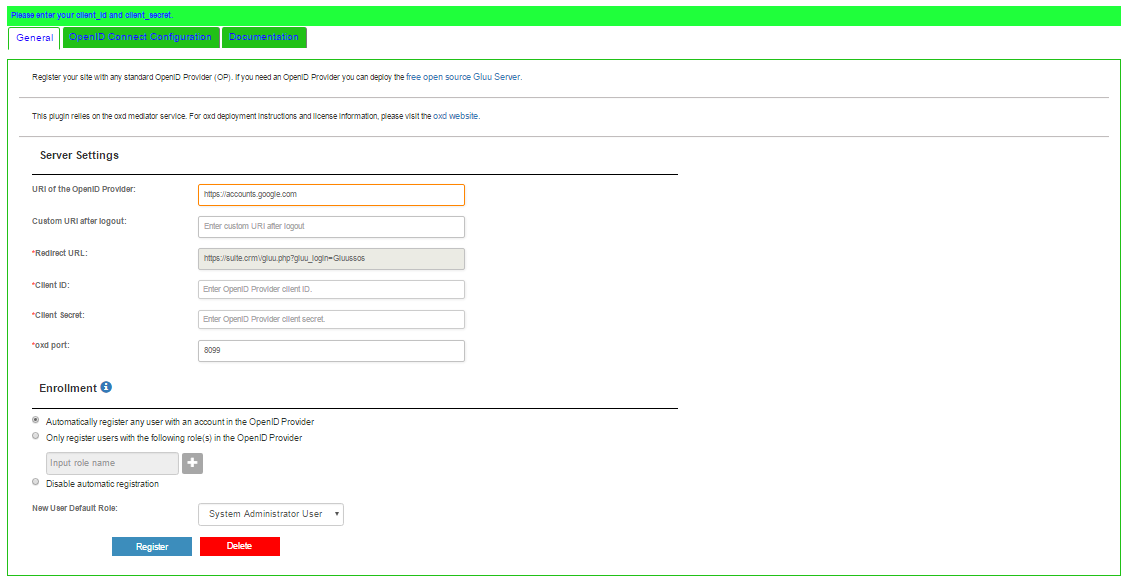 Please enter your client_id and client_secret.
General
OpenID Connect Configuration
Documentation
Register your site with any standard OpenID Provider (OP). If you need an OpenID Provider you can deploy the free open source Gluu Server.
This plugin relies on the oxd mediator service. For oxd deployment instructions and license information, please visit the oxd website.
Server Settings
URI of the OpenID Provider:
https://accounts.google.com
Custom URI after logout:
Enter custom URI after logout
*Redirect URL:
https://suite.crm/gluu.php?gluu_login=Gluussos
*Client ID:
Enter OpenID Provider client ID.
*Client Secret:
Enter OpenID Provider client secret.
*oxd port:
8099
Enrollment
Automatically register any user with an account in the OpenID Provider
Only register users with the following role(s) in the OpenID Provider
Input role name
Disable automatic registration
New User Default Role:
System Administrator User
Register
Delete